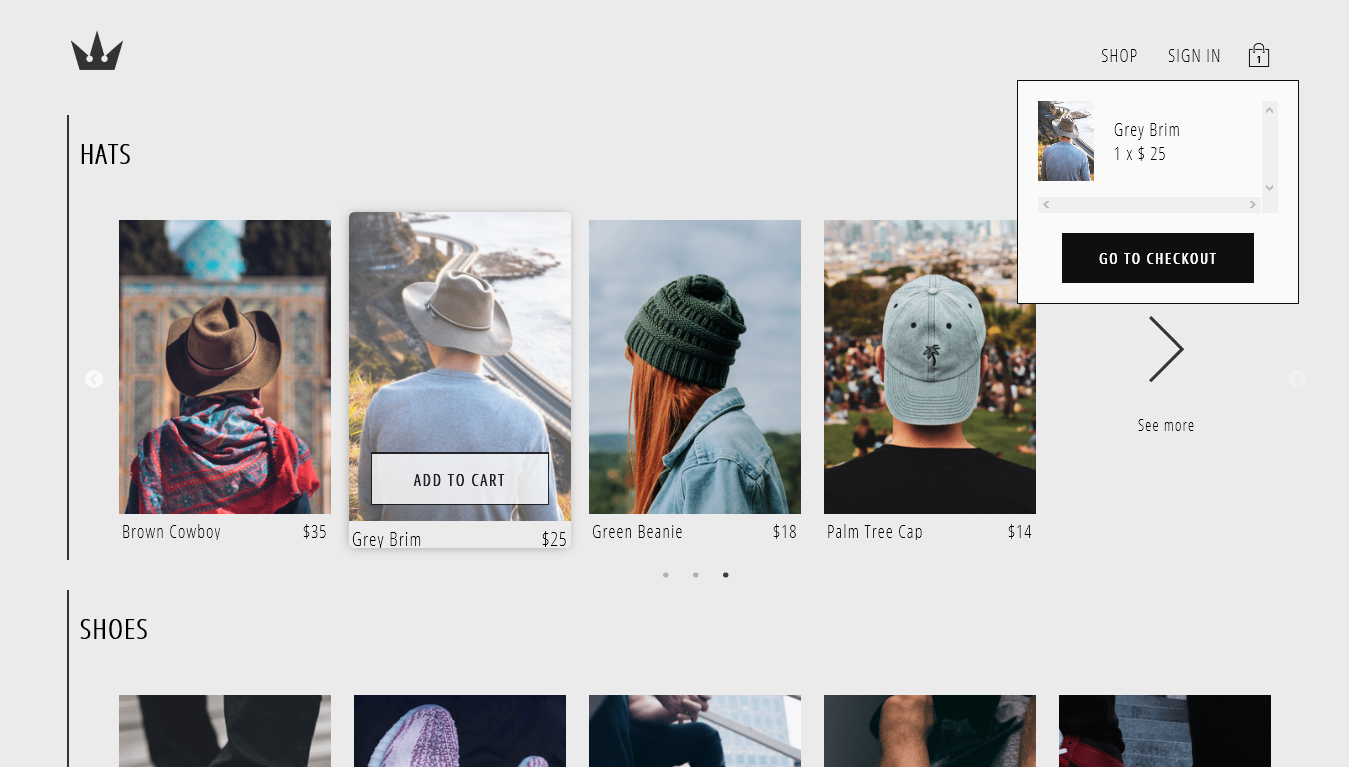 SHOP
SIGN IN
1
Grey Brim
1 x $ 25
GO TO CHECKOUT
HATS
ADD TO CART
Brown Cowboy
$35
Grey Brim
$25
Green Beanie
$18
Palm Tree Cap
$14
See more
SHOES